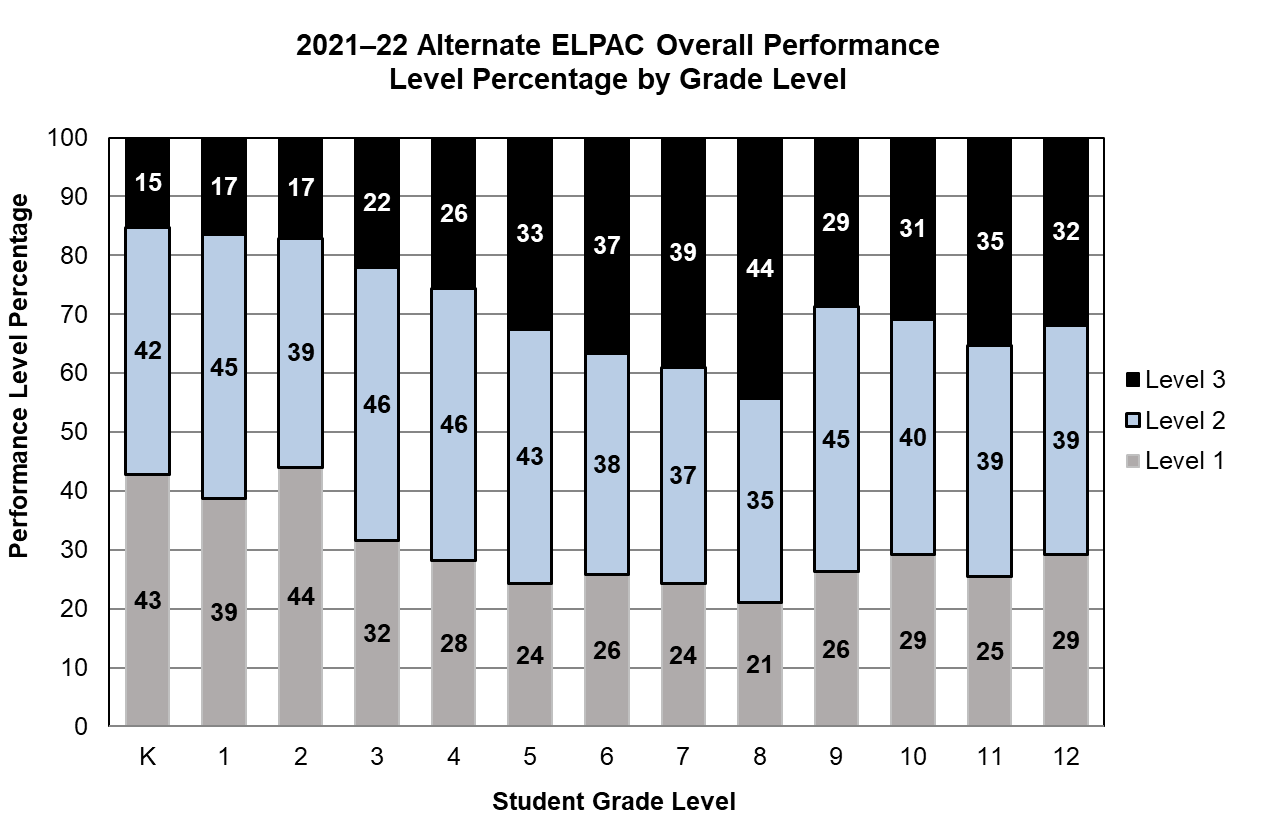 2021–22 Alternate ELPAC Overall Performance
Level Percentage by Grade Level
Performance Level Percentage
100
90
80
70
60
50
40
30
20
10
0
15 17 17 22 26 33 37 39 44 29 31 35 32
42 45 39 46 46 43 38 37 35 45 40 39 39
43 39 44 32 28 24 26 24 21 26 29 25 29
K 1 2 3 4 5 6 7 8 9 10 11 12
Student Grade Level
Level 3
Level 2
Level 1